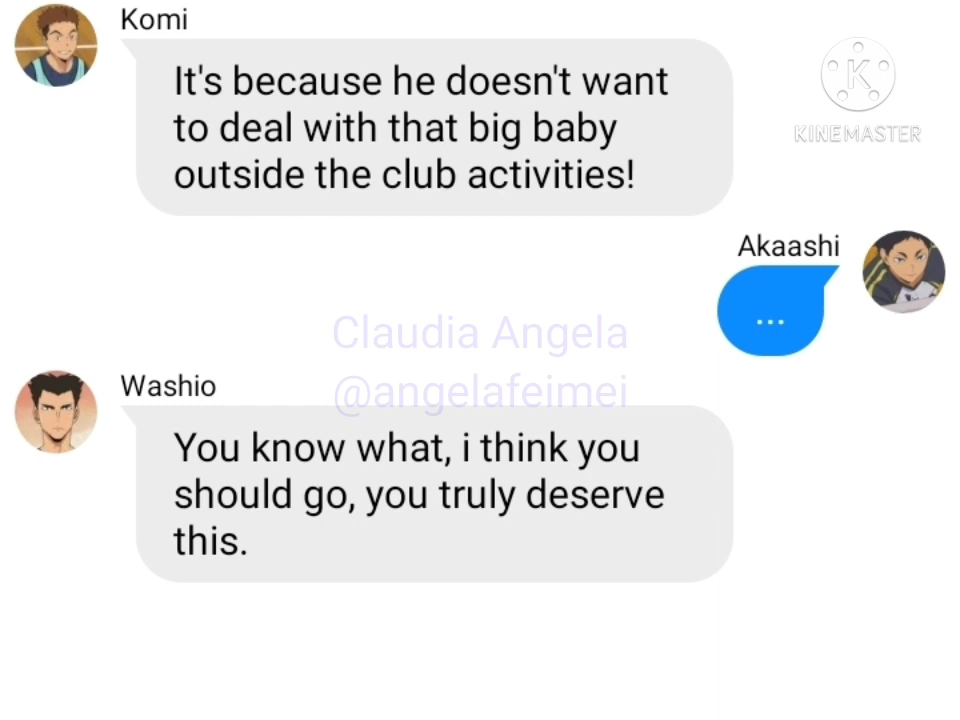 Komi
It's because he doesn't want
to deal with that big baby
outside the club activities!
K
KINEMASTER
Akaashi
...
Claudia Angela
@angelafeimei
Washio
You know what, i think you
should go, you truly deserve
this.